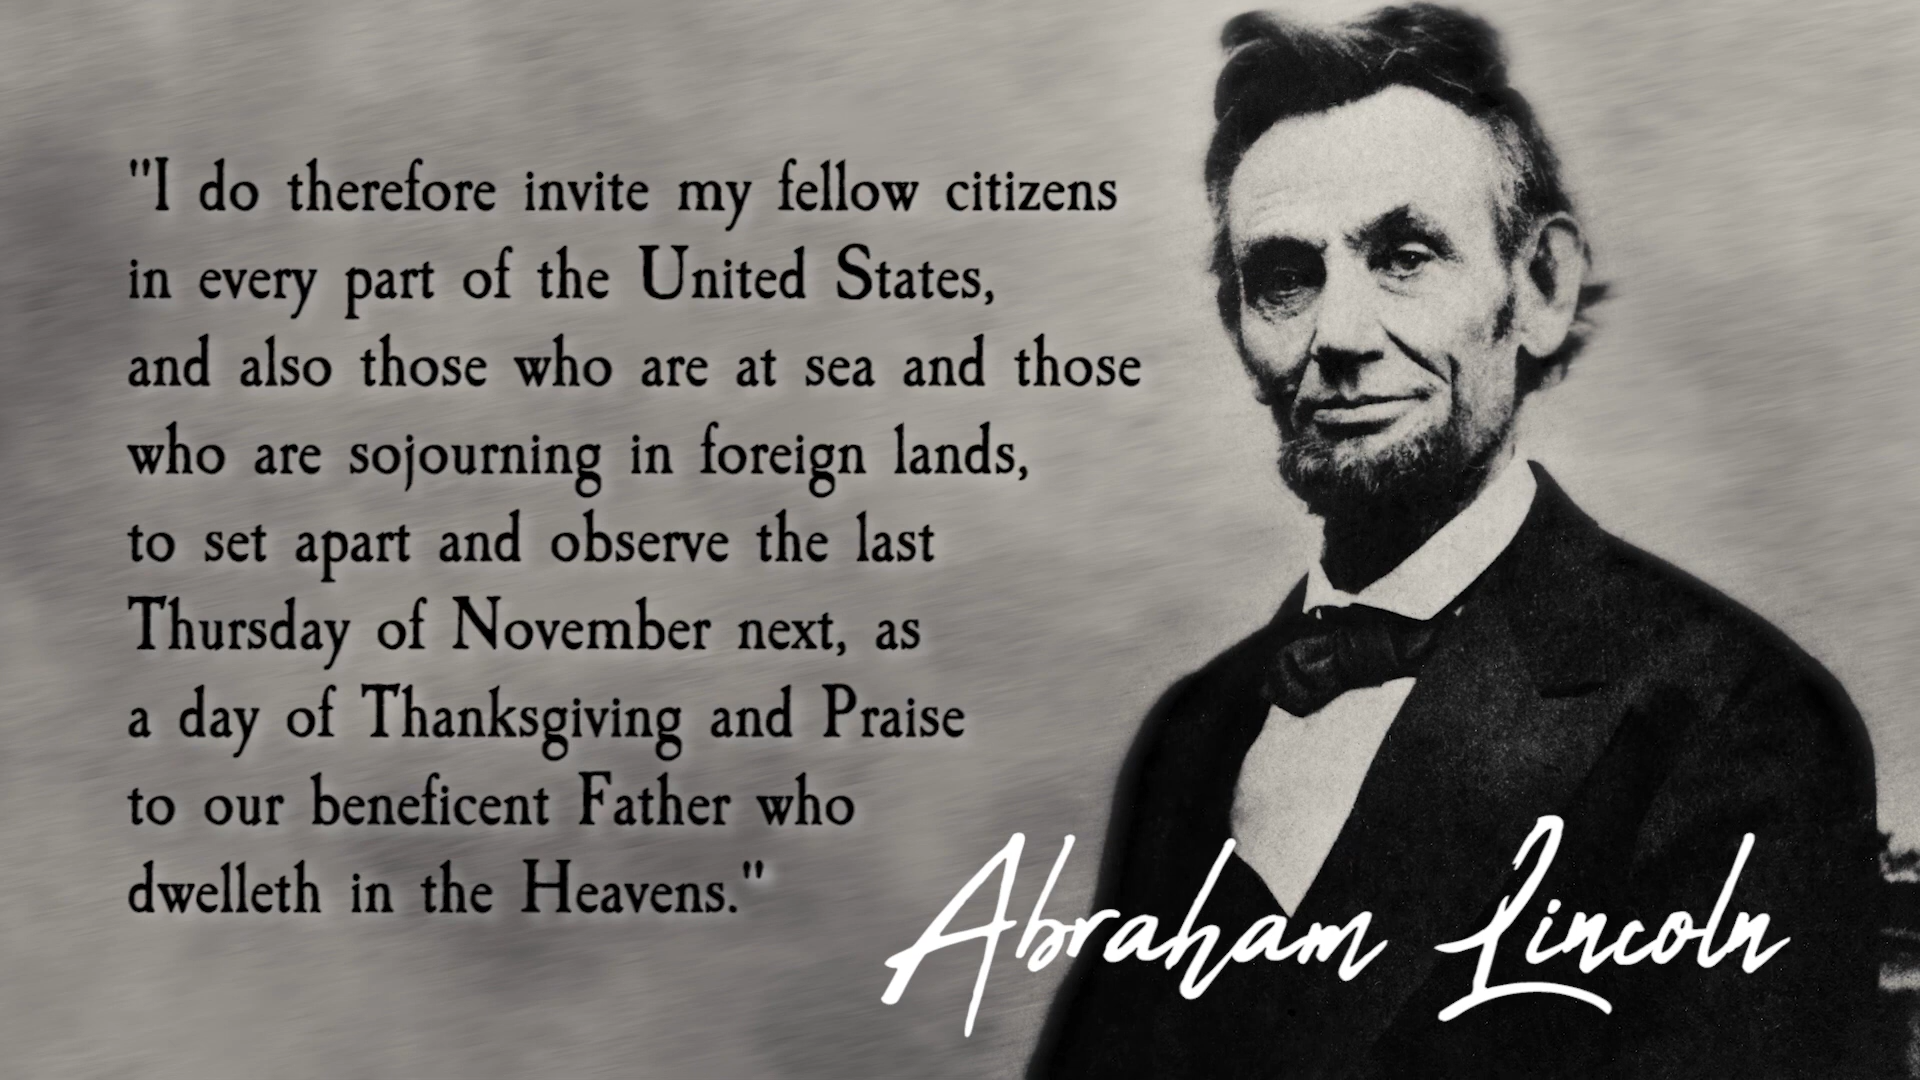 "I do therefore invite my fellow citizens
in every part of the United States,
and also those who are at sea and those
who are sojourning in foreign lands,
to set apart and observe the last
Thursday of November next, as
a day of Thanksgiving and Praise
to our beneficent Father who
dwelleth in the Heavens."
Abraham Lincoln